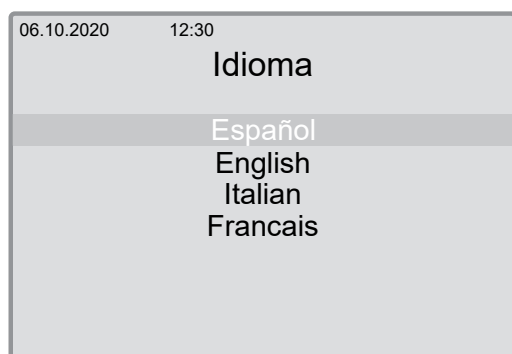 06.10.2020 12:30
Idioma
Español
English
Italian
Francais